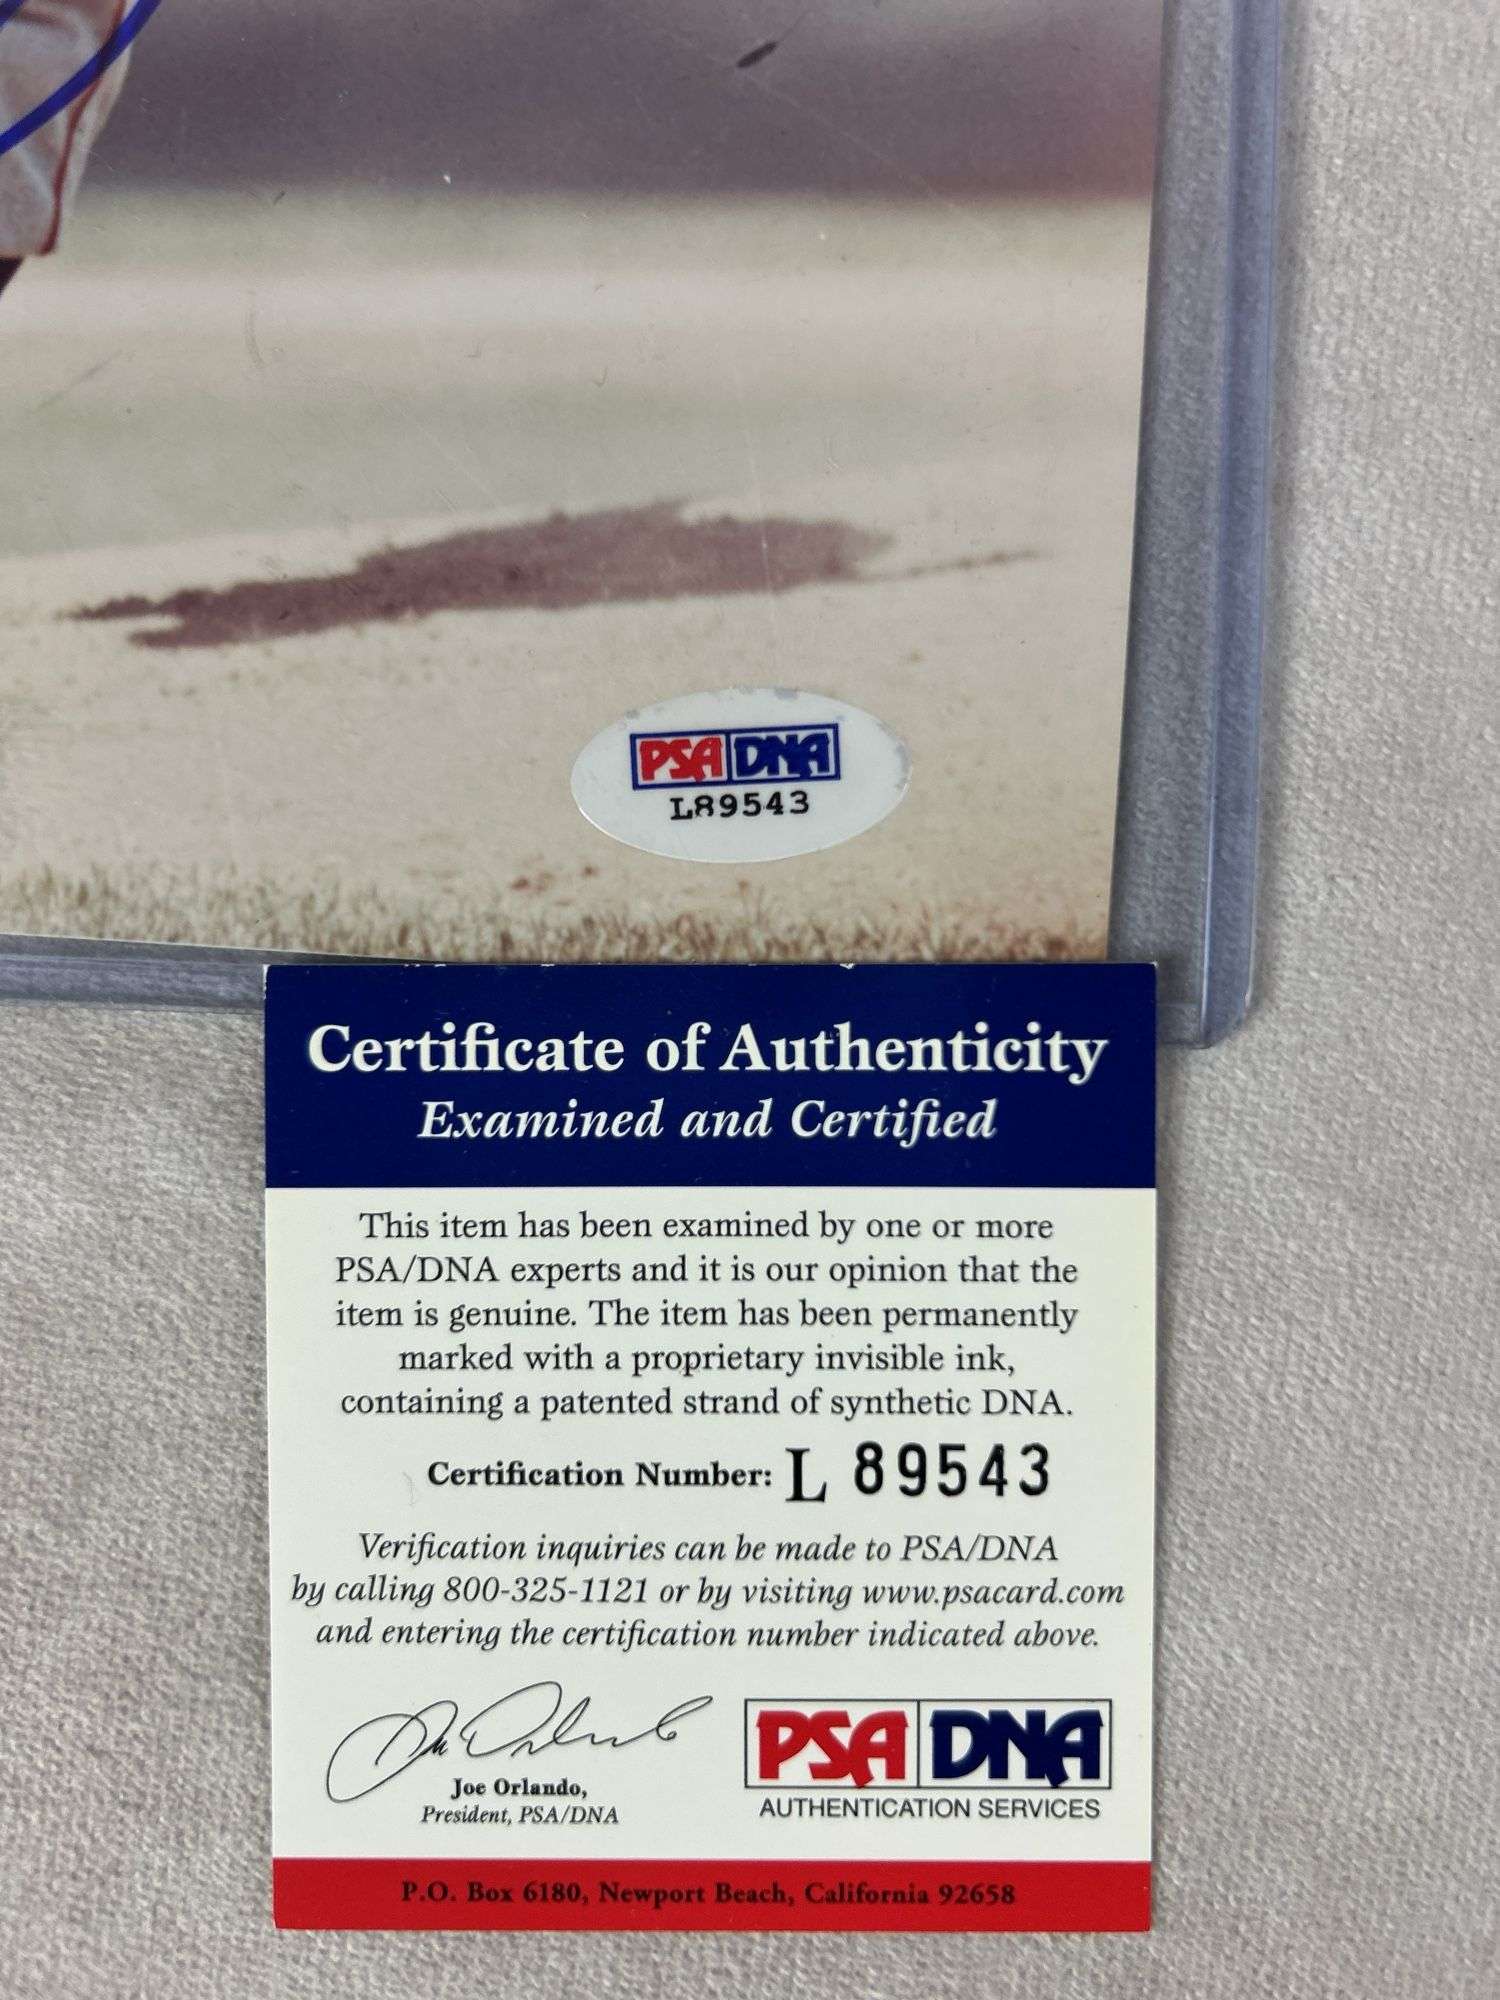 PSA DNA
L89543
Certificate of Authenticity
Examined and Certified
This item has been examined by one or more
PSA/DNA experts and it is our opinion that the
item is genuine. The item has been permanently
marked with a proprietary invisible ink,
containing a patented strand of synthetic DNA.
Certification Number: L 89543
Verification inquiries can be made to PSA/DNA
by calling 800-325-1121 or by visiting www.psacard.com
and entering the certification number indicated above.
Joe Orlando,
President, PSA/DNA
PSA DNA
AUTHENTICATION SERVICES
P.O. Box 6180, Newport Beach, California 92658